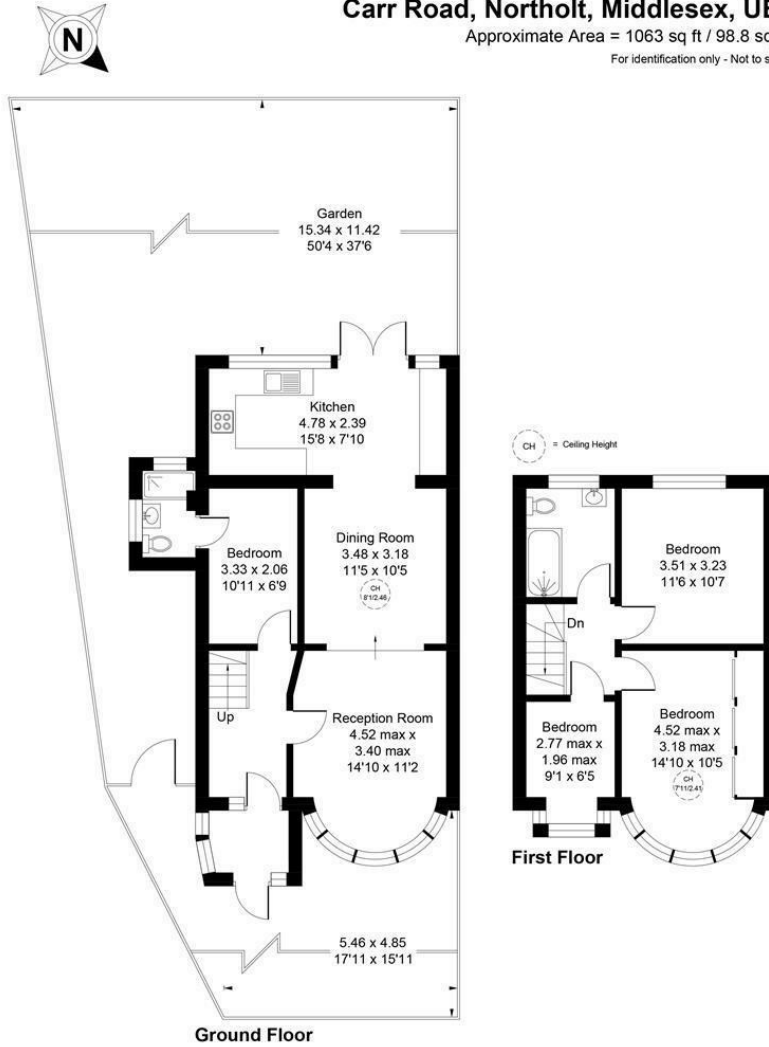 Carr Road, Northolt, Middlesex, UB
Approximate Area = 1063 sq ft / 98.8 sq
For identification only - Not to s
N
Garden
15.34 x 11.42
50'4 x 37'6
Kitchen
4.78 x 2.39
15'8 x 7'10
CH = Ceiling Height
Bedroom
3.33 x 2.06
10'11 x 6'9
Dining Room
3.48 x 3.18
11'5 x 10'5
CH
8'1/2.46
Bedroom
3.51 x 3.23
11'6 x 10'7
Dn
Up
Reception Room
4.52 max x
3.40 max
14'10 x 11'2
Bedroom
2.77 max x
1.96 max
9'1 x 6'5
Bedroom
4.52 max x
3.18 max
14'10 x 10'5
CH
7'11/2.41
First Floor
5.46 x 4.85
17'11 x 15'11
Ground Floor